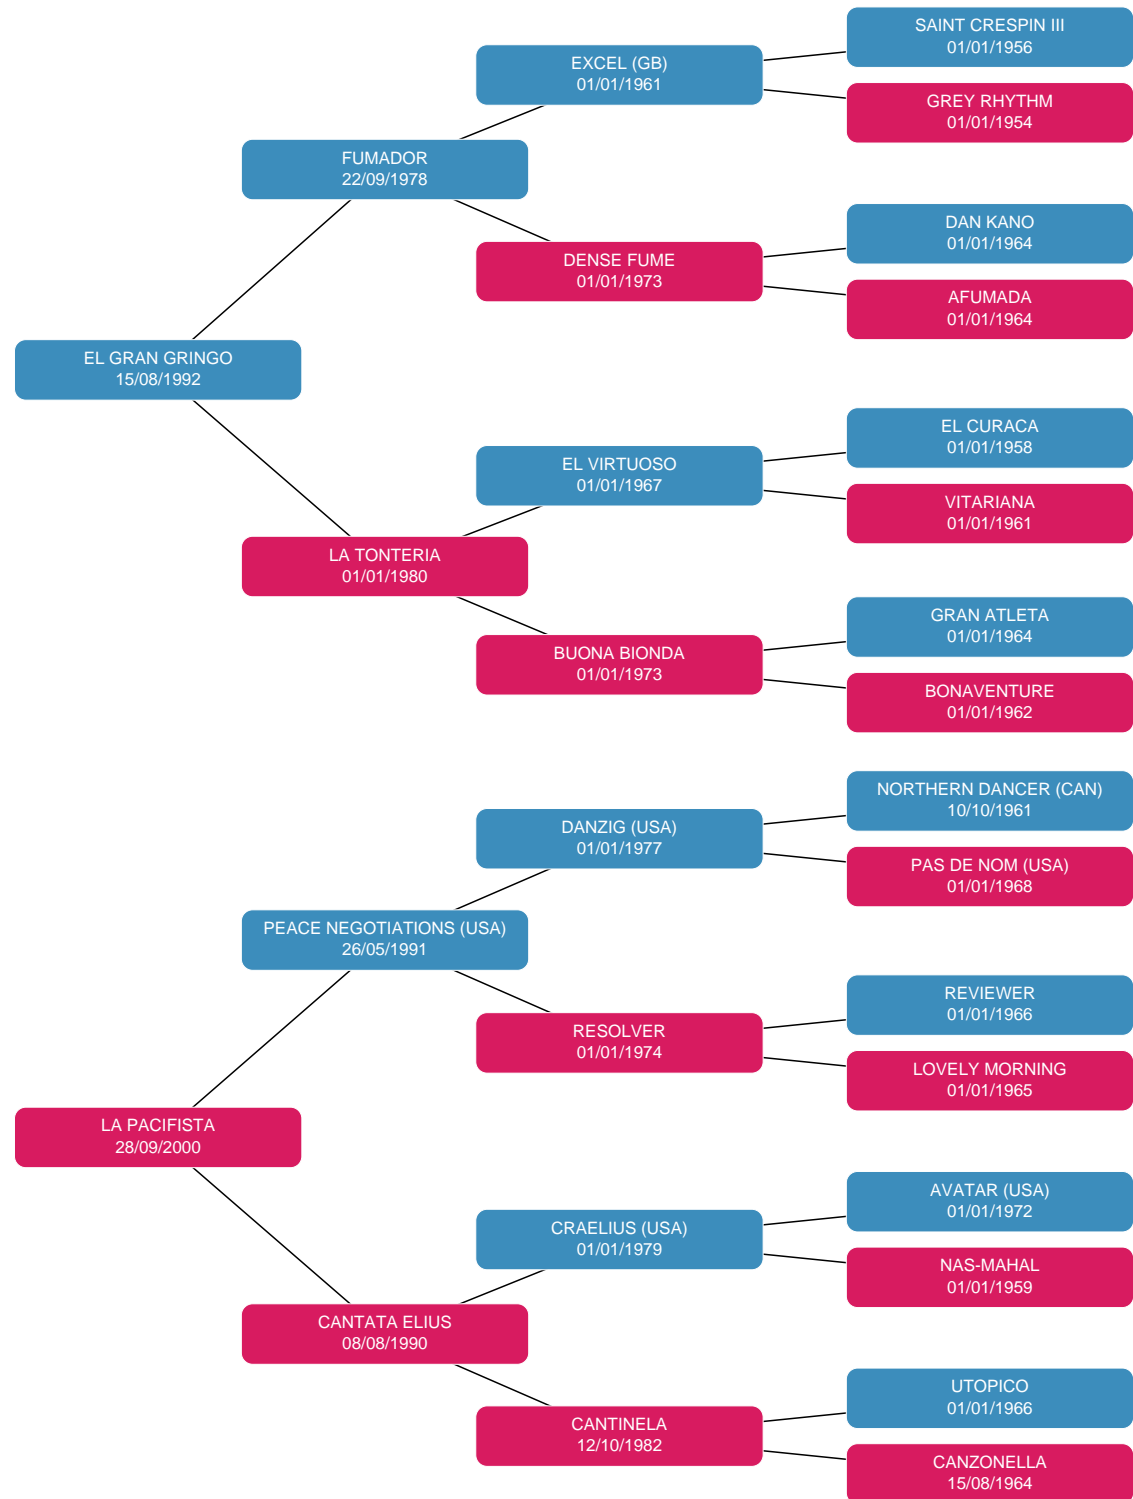 SAINT CRESPIN III
01/01/1956
EXCEL (GB)
01/01/1961
GREY RHYTHM
01/01/1954
FUMADOR
22/09/1978
DAN KANO
01/01/1964
DENSE FUME
01/01/1973
AFUMADA
01/01/1964
EL GRAN GRINGO
15/08/1992
EL CURACA
01/01/1958
EL VIRTUOSO
01/01/1967
VITARIANA
01/01/1961
LA TONTERIA
01/01/1980
GRAN ATLETA
01/01/1964
BUONA BIONDA
01/01/1973
BONAVENTURE
01/01/1962
NORTHERN DANCER (CAN)
10/10/1961
DANZIG (USA)
01/01/1977
PAS DE NOM (USA)
01/01/1968
PEACE NEGOTIATIONS (USA)
26/05/1991
REVIEWER
01/01/1966
RESOLVER
01/01/1974
LOVELY MORNING
01/01/1965
LA PACIFISTA
28/09/2000
AVATAR (USA)
01/01/1972
CRAELIUS (USA)
01/01/1979
NAS-MAHAL
01/01/1959
CANTATA ELIUS
08/08/1990
UTOPICO
01/01/1966
CANTINELA
12/10/1982
CANZONELLA
15/08/1964